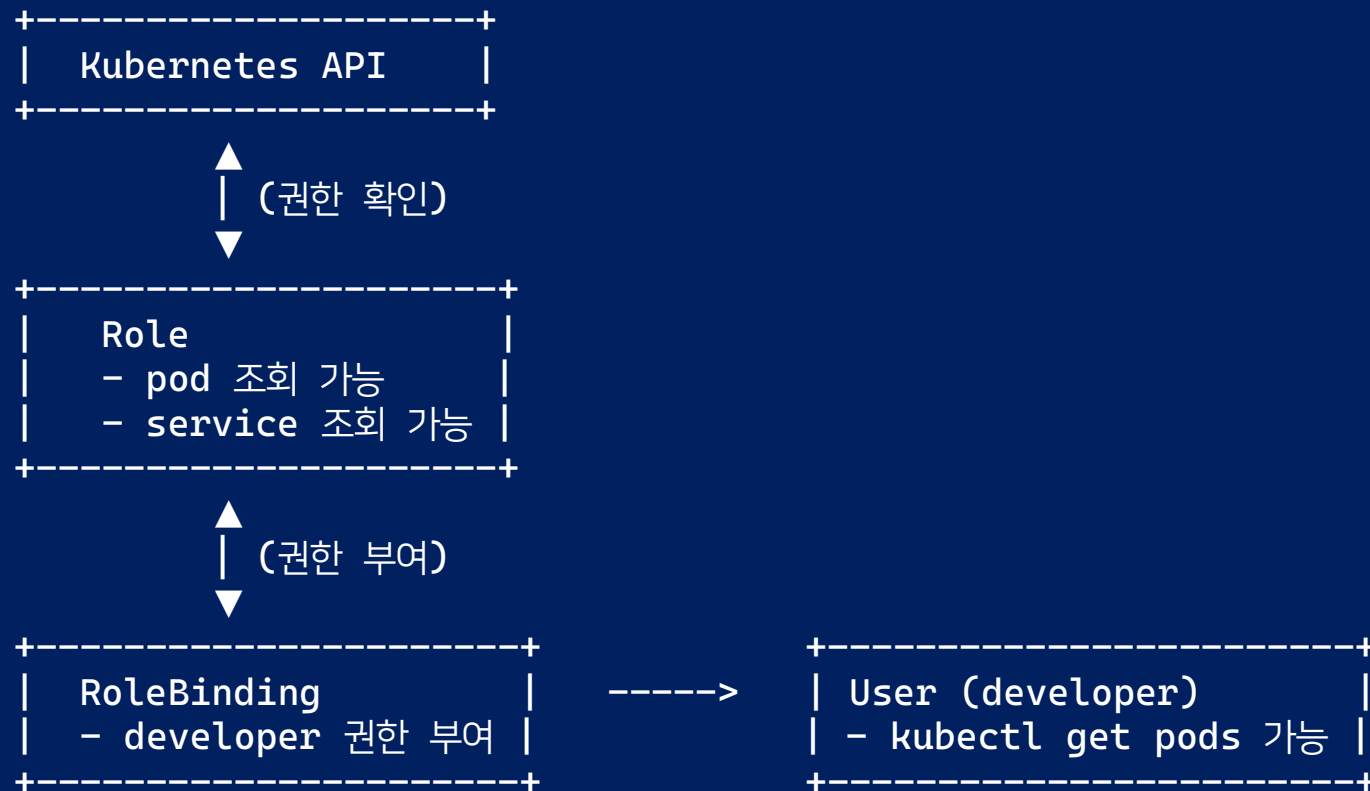 +---------------------+
|  Kubernetes API    |
+---------------------+
▲
| (권한 확인)
▼
+---------------------+
|   Role              |
|   - pod 조회 가능     |
|   - service 조회 가능 |
+---------------------+
▲
| (권한 부여)
▼
+----------------------+      +------------------------+
|  RoleBinding         |  ----->  | User (developer)       |
|  - developer 권한 부여 |      | - kubectl get pods 가능 |
+----------------------+      +------------------------+